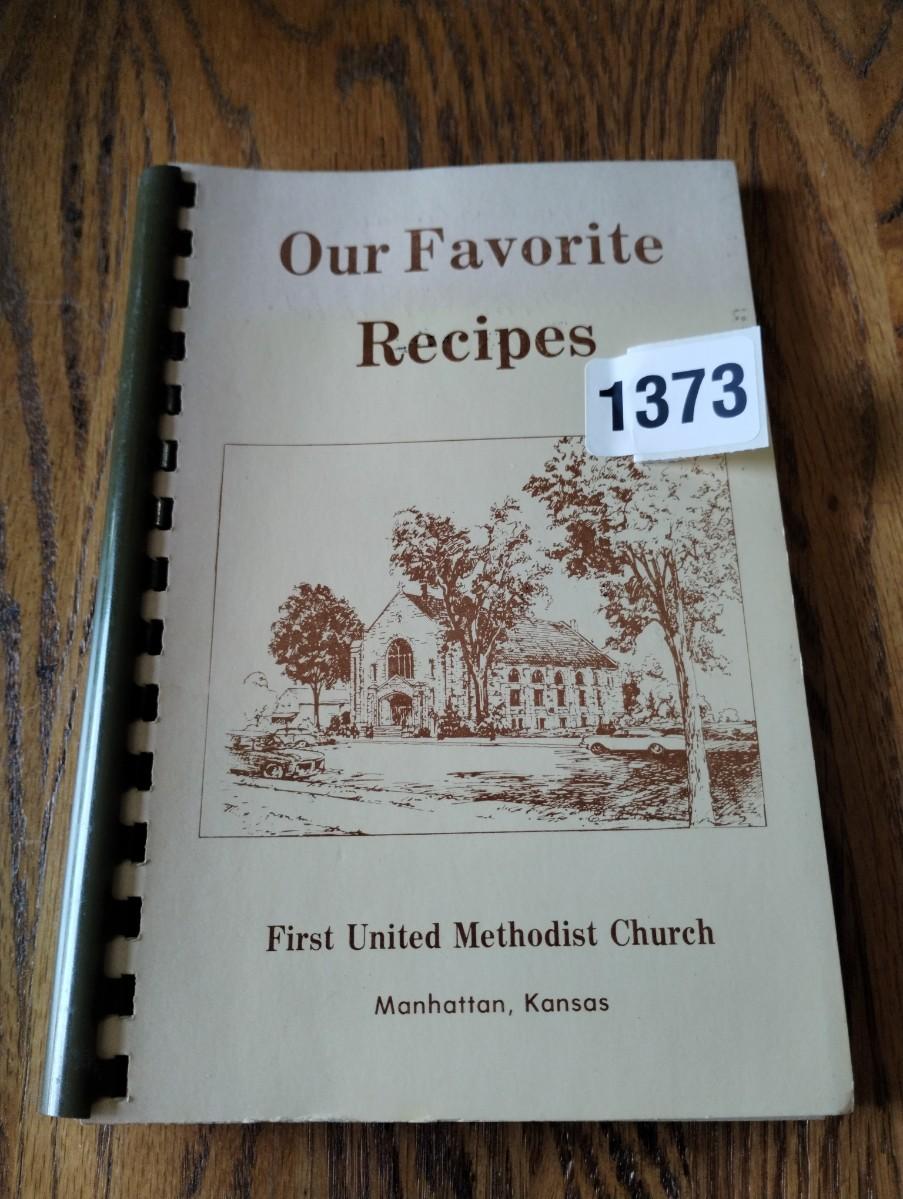 Our Favorite
Recipes
1373
First United Methodist Church
Manhattan, Kansas